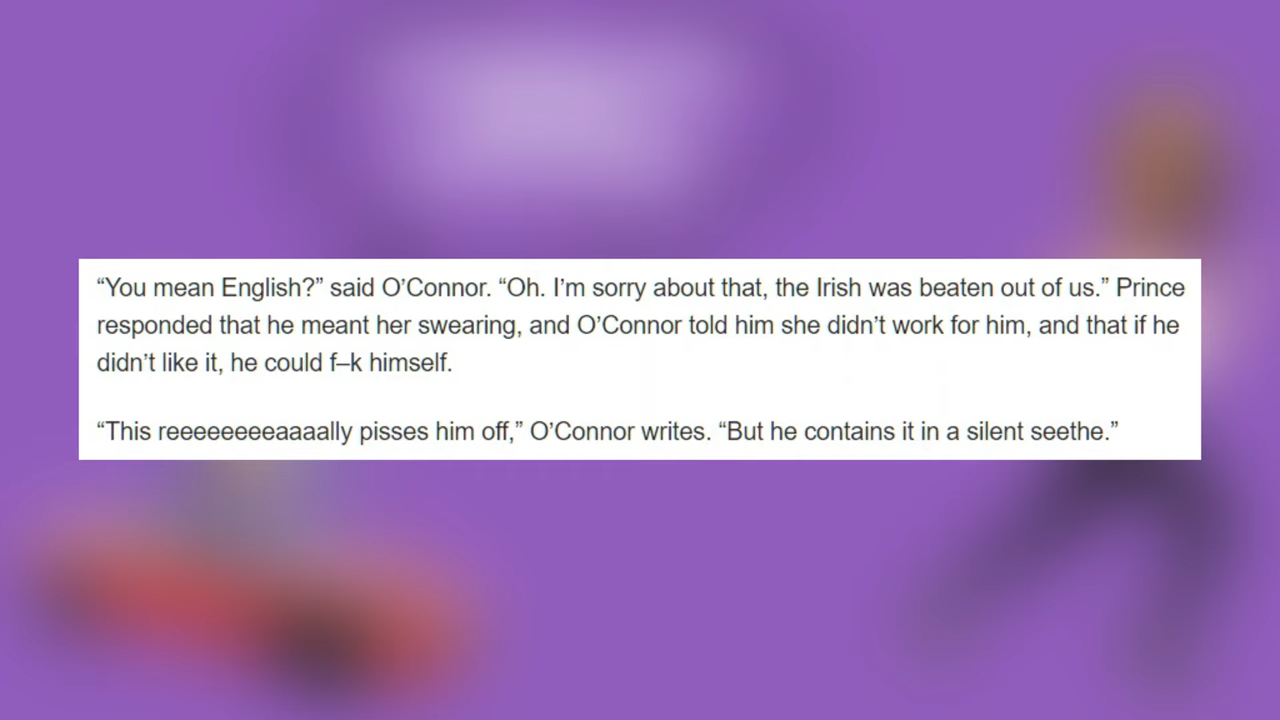 “You mean English?” said O’Connor. “Oh. I’m sorry about that, the Irish was beaten out of us.” Prince
responded that he meant her swearing, and O’Connor told him she didn’t work for him, and that if he
didn’t like it, he could f–k himself.
“This reeeeeeeeaaaally pisses him off,” O’Connor writes. “But he contains it in a silent seethe.”